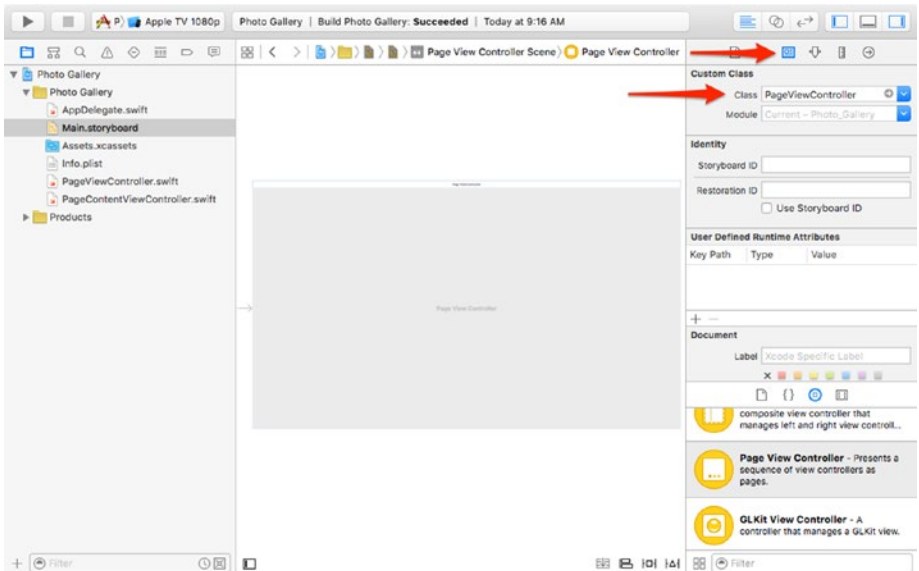 P) Apple TV 1080p
Photo Gallery | Build Photo Gallery: Succeeded | Today at 9:16 AM
Page View Controller Scene
Page View Controller
Photo Gallery
Photo Gallery
AppDelegate.swift
Main.storyboard
Assets.xcassets
Info.plist
PageViewController.swift
PageContentViewController.swift
Products
Page View Controller
Custom Class
Class PageViewController
Module Current – Photo_Gallery
Identity
Storyboard ID
Restoration ID
Use Storyboard ID
User Defined Runtime Attributes
Key Path Type Value
Document
Label Xcode Specific Label
composite view controller that
manages left and right view controll...
Page View Controller - Presents a
sequence of view controllers as
pages.
GLKit View Controller - A
controller that manages a GLKit view.
Filter
Filter